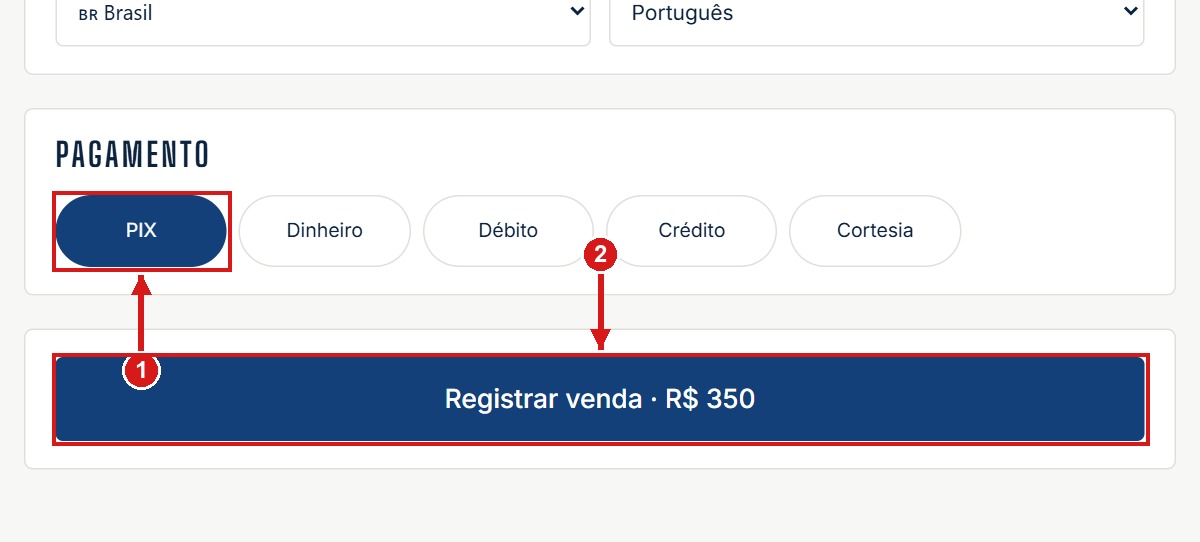 BR Brasil
Português
PAGAMENTO
PIX
Dinheiro
Débito
Crédito
Cortesia
2
1
Registrar venda · R$ 350